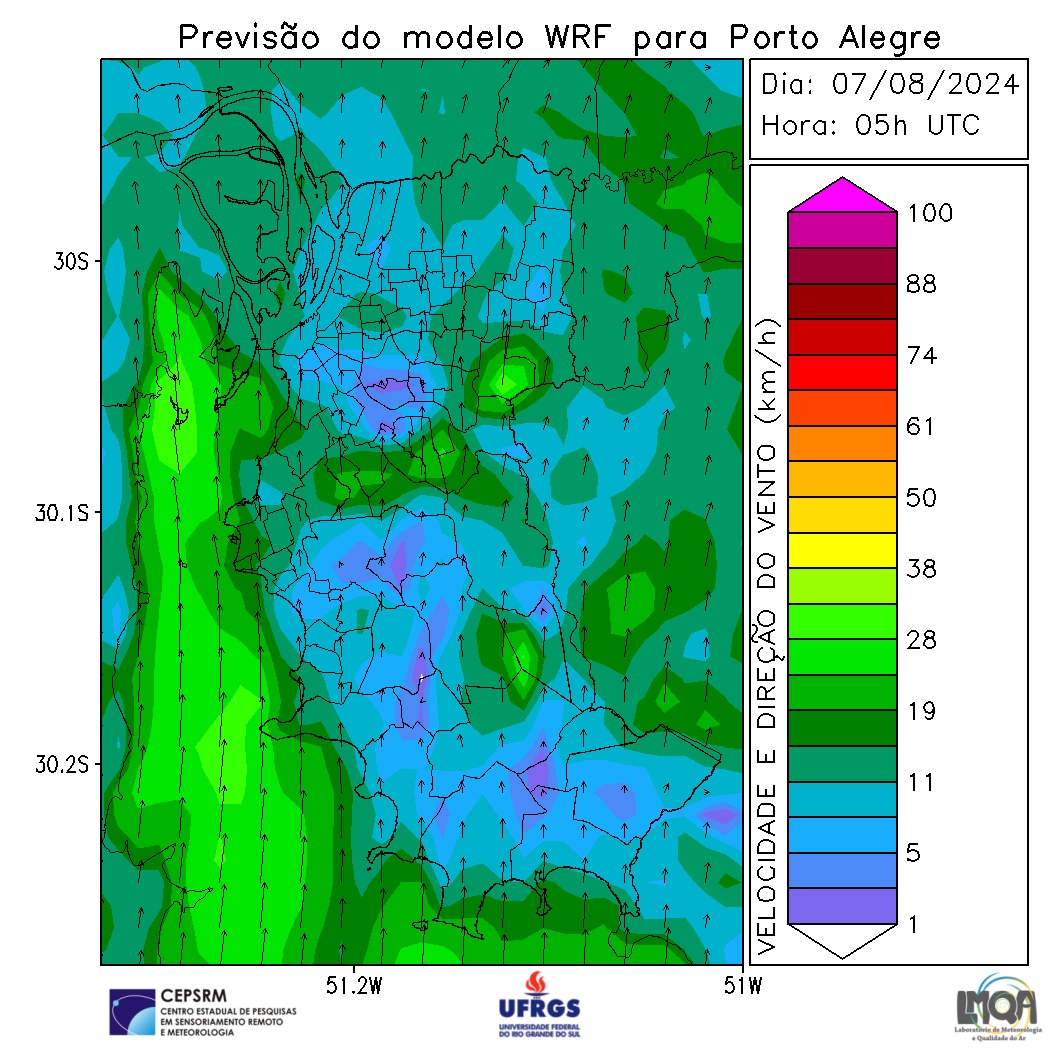 Previsão do modelo WRF para Porto Alegre
Dia: 07/08/2024
Hora: 05h UTC
30S
30.1S
30.2S
51.2W
51W
VELOCIDADE E DIREÇÃO DO VENTO (km/h)
100
88
74
61
50
38
28
19
11
5
1
CEPSRM
CENTRO ESTADUAL DE PESQUISAS
EM SENSORIAMENTO REMOTO
E METEOROLOGIA
UFRGS
UNIVERSIDADE FEDERAL
DO RIO GRANDE DO SUL
LMQA
Laboratório de Meteorologia
e Qualidade do Ar